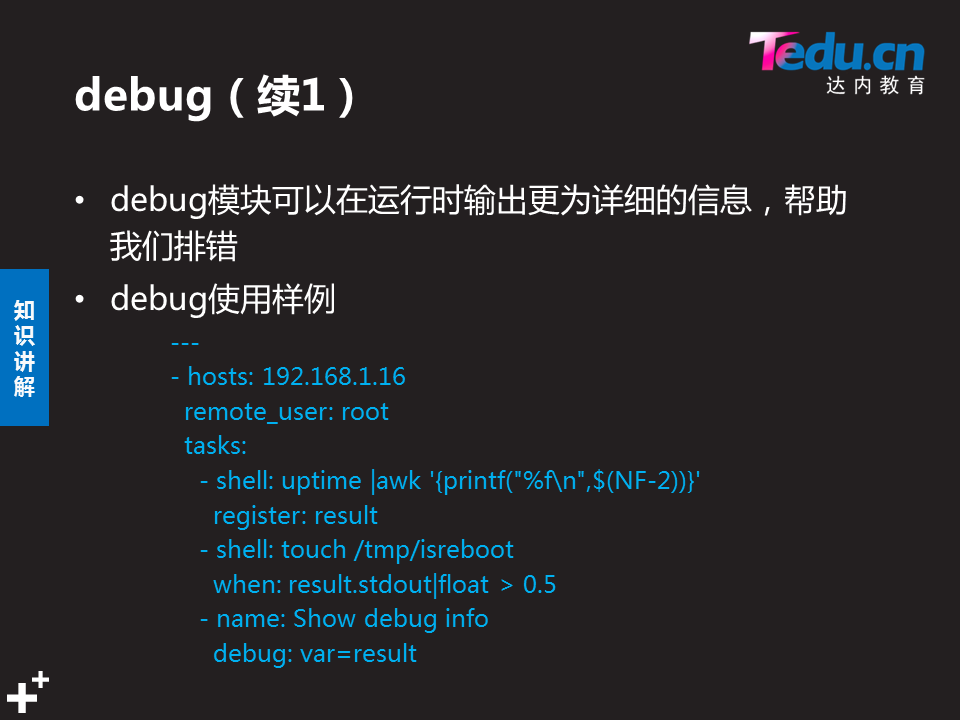 Tedu.cn
达内教育
debug（续1）
• debug模块可以在运行时输出更为详细的信息，帮助
我们排错
• debug使用样例
知识讲解
---
- hosts: 192.168.1.16
  remote_user: root
  tasks:
    - shell: uptime |awk '{printf("%f\n",$(NF-2))}'
      register: result
    - shell: touch /tmp/isreboot
      when: result.stdout|float > 0.5
    - name: Show debug info
      debug: var=result